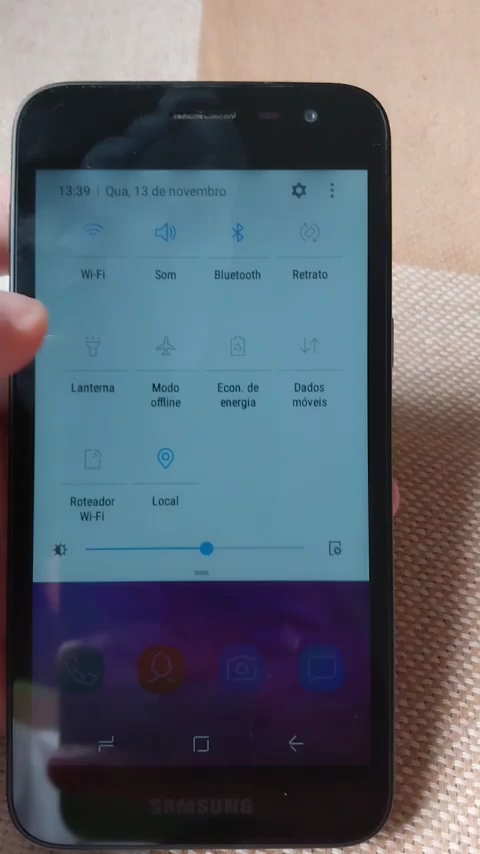 13:39 | Qua, 13 de novembro
Wi-Fi Som Bluetooth Retrato
Lanterna Modo offline Econ. de energia Dados móveis
Roteador Wi-Fi Local
SAMSUNG